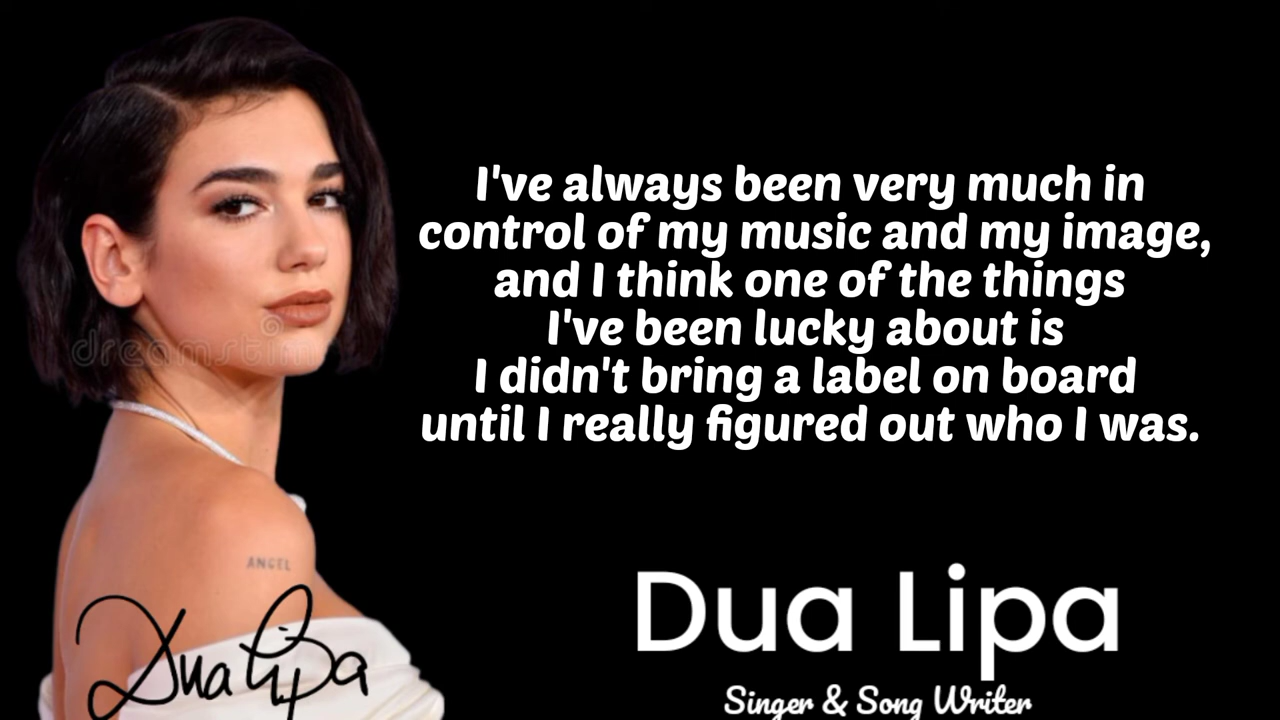 I've always been very much in
control of my music and my image,
and I think one of the things
I've been lucky about is
I didn't bring a label on board
until I really figured out who I was.
dreamstime
ANGEL
Dua Lipa
Dua Lipa
Singer & Song Writer